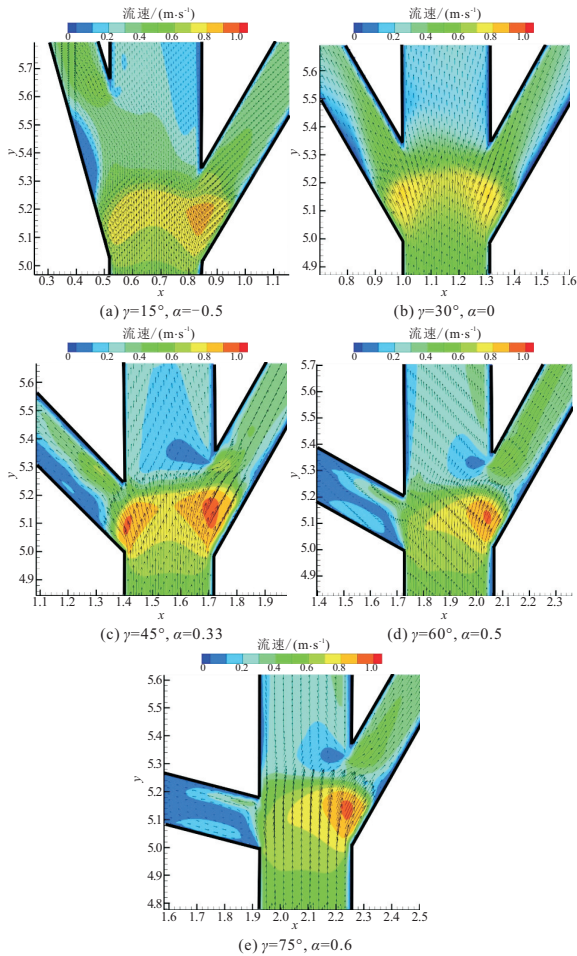 流速/(m·s⁻¹) 流速/(m·s⁻¹)
0 0.2 0.4 0.6 0.8 1.0 0 0.2 0.4 0.6 0.8 1.0
5.7 5.6 5.5 5.4 5.3 5.2 5.1 5.0 5.6 5.5 5.4 5.3 5.2 5.1 5.0
y y
0.3 0.4 0.5 0.6 0.7 0.8 0.9 1.0 1.1 0.8 1.0 1.2 1.4 1.6
x x
(a) γ=15°, α=−0.5 (b) γ=30°, α=0
流速/(m·s⁻¹) 流速/(m·s⁻¹)
0 0.2 0.4 0.6 0.8 1.0 0 0.2 0.4 0.6 0.8 1.0
5.6 5.5 5.4 5.3 5.2 5.1 5.0 4.9 5.7 5.6 5.5 5.4 5.3 5.2 5.1 5.0 4.9
y y
1.1 1.2 1.3 1.4 1.5 1.6 1.7 1.8 1.9 1.4 1.5 1.6 1.7 1.8 1.9 2.0 2.1 2.2 2.3
x x
(c) γ=45°, α=0.33 (d) γ=60°, α=0.5
流速/(m·s⁻¹)
0 0.2 0.4 0.6 0.8 1.0
5.6 5.5 5.4 5.3 5.2 5.1 5.0 4.9 4.8
y
1.6 1.7 1.8 1.9 2.0 2.1 2.2 2.3 2.4 2.5
x
(e) γ=75°, α=0.6